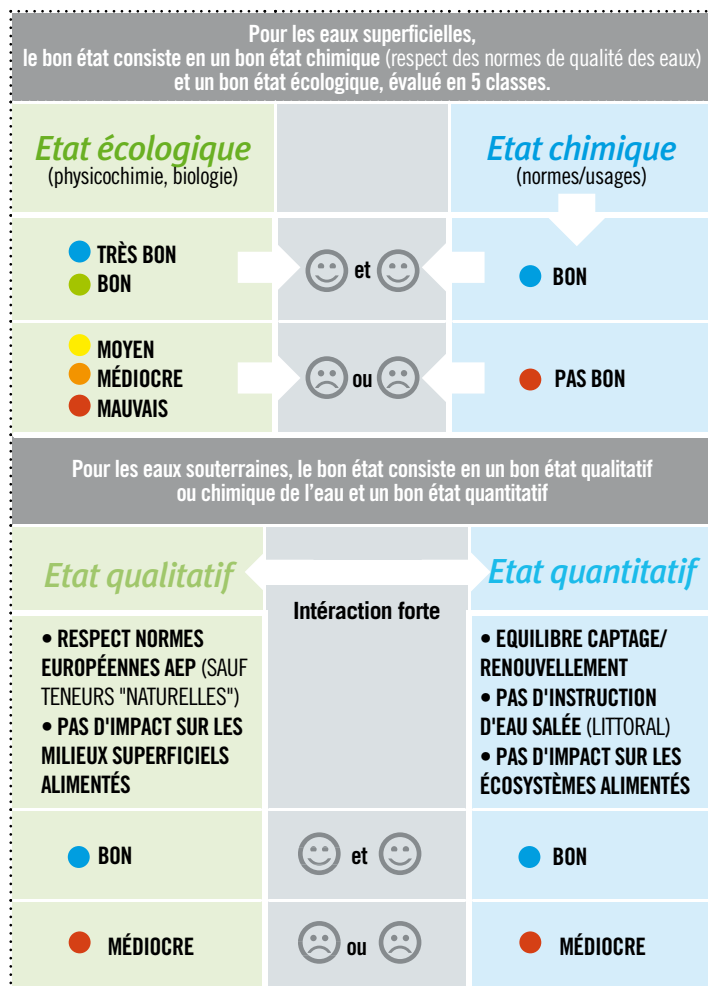 Pour les eaux superficielles,
le bon état consiste en un bon état chimique (respect des normes de qualité des eaux)
et un bon état écologique, évalué en 5 classes.
Etat écologique
(physicochimie, biologie)
Etat chimique
(normes/usages)
TRÈS BON
BON
et
BON
MOYEN
MÉDIOCRE
MAUVAIS
ou
PAS BON
Pour les eaux souterraines, le bon état consiste en un bon état qualitatif
ou chimique de l'eau et un bon état quantitatif
Etat qualitatif
Intéraction forte
Etat quantitatif
• RESPECT NORMES
EUROPÉENNES AEP (SAUF
TENEURS "NATURELLES")
• PAS D'IMPACT SUR LES
MILIEUX SUPERFICIELS
ALIMENTÉS
• EQUILIBRE CAPTAGE/
RENOUVELLEMENT
• PAS D'INSTRUCTION
D'EAU SALÉE (LITTORAL)
• PAS D'IMPACT SUR LES
ÉCOSYSTÈMES ALIMENTÉS
BON
et
BON
MÉDIOCRE
ou
MÉDIOCRE